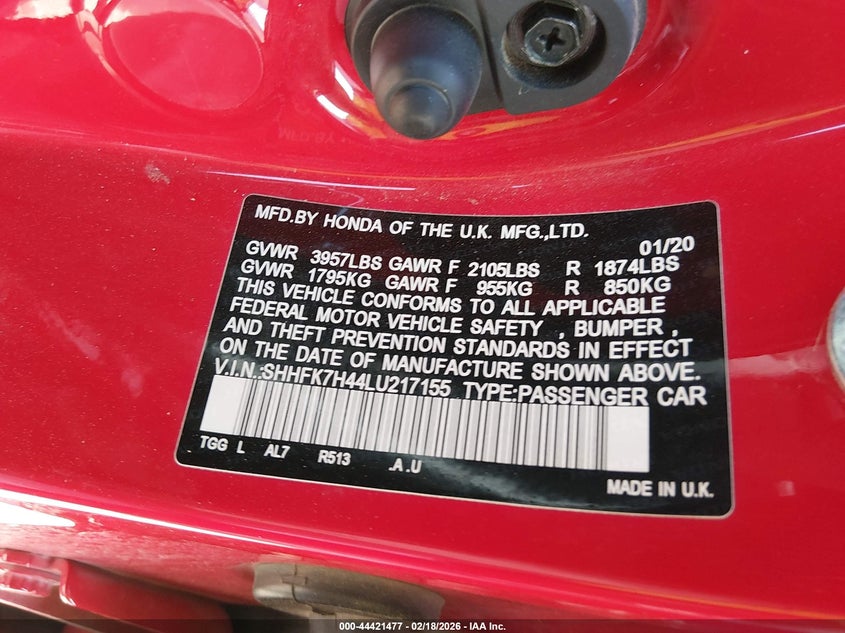 MFD.BY HONDA OF THE U.K. MFG.,LTD.
01/20
GVWR 3957LBS GAWR F 2105LBS R 1874LBS
GVWR 1795KG GAWR F 955KG R 850KG
THIS VEHICLE CONFORMS TO ALL APPLICABLE
FEDERAL MOTOR VEHICLE SAFETY , BUMPER ,
AND THEFT PREVENTION STANDARDS IN EFFECT
ON THE DATE OF MANUFACTURE SHOWN ABOVE.
V.I.N.:SHHFK7H44LU217155 TYPE:PASSENGER CAR
TGG L AL7 R513 .A .U
MADE IN U.K.
000-44421477 — 02/18/2026 — IAA Inc.